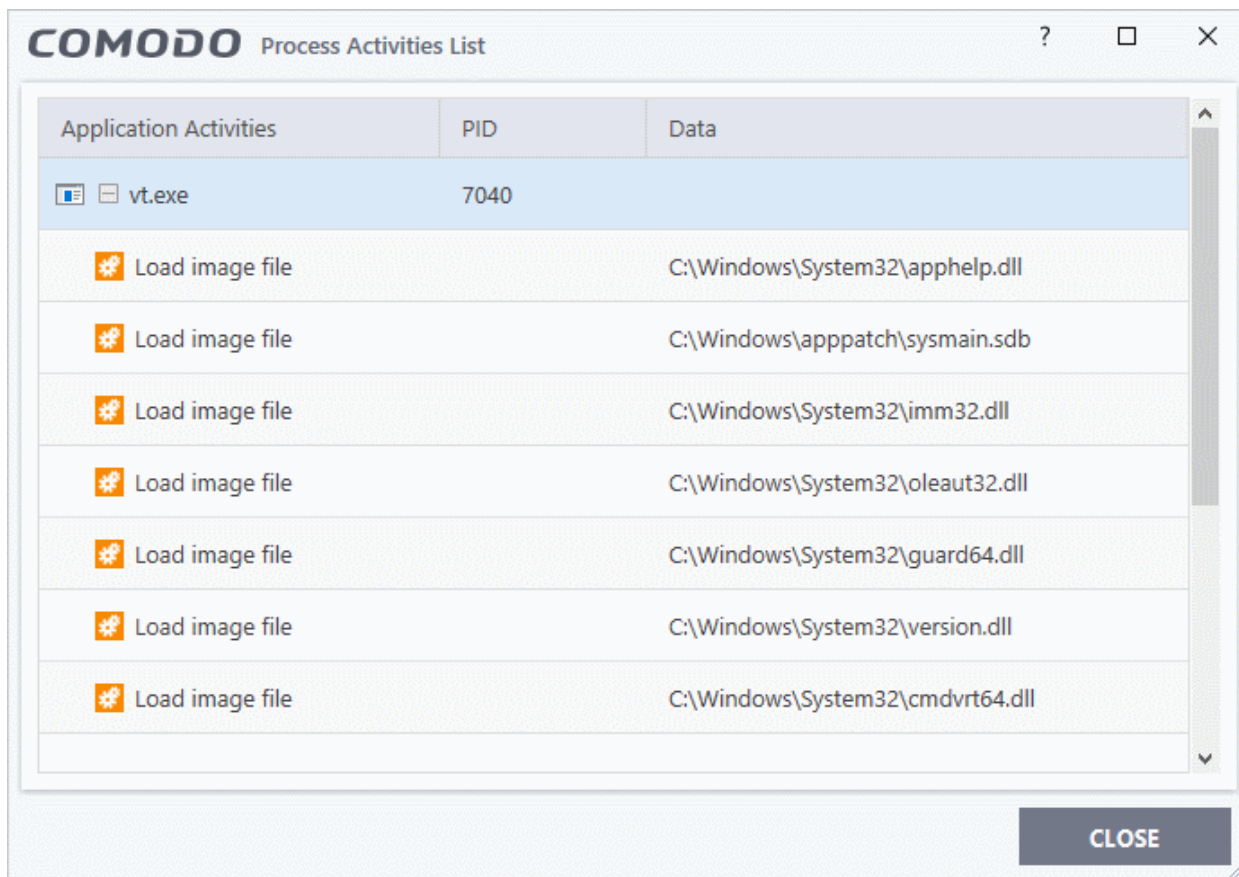 COMODO Process Activities List ?
Application Activities PID Data
vt.exe 7040
Load image file C:\Windows\System32\apphelp.dll
Load image file C:\Windows\apppatch\sysmain.sdb
Load image file C:\Windows\System32\imm32.dll
Load image file C:\Windows\System32\oleaut32.dll
Load image file C:\Windows\System32\guard64.dll
Load image file C:\Windows\System32\version.dll
Load image file C:\Windows\System32\cmdvrt64.dll
CLOSE